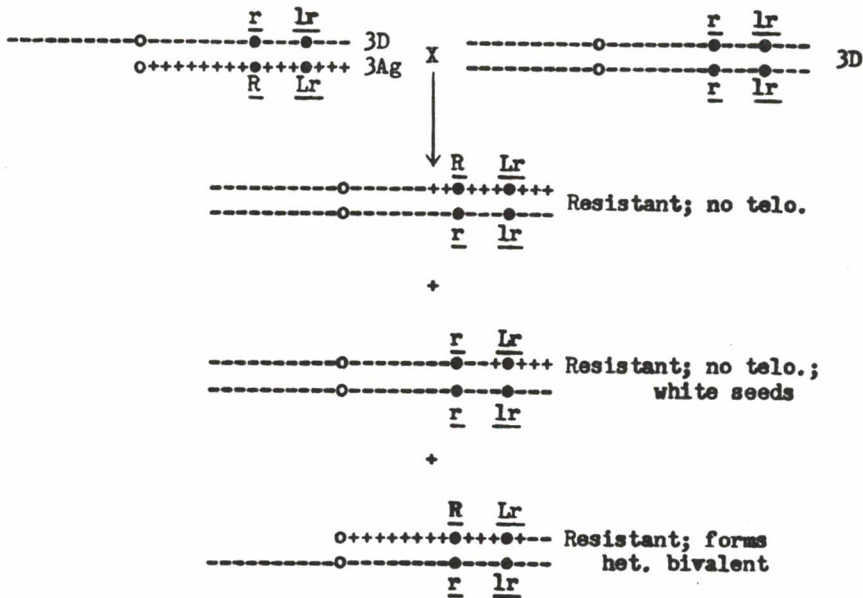 r lr r lr
3D
3Ag X 3D
R Lr r lr
R Lr
Resistant; no telo.
r lr
+
r Lr
Resistant; no telo.;
white seeds
r lr
+
R Lr
Resistant; forms
het. bivalent
r lr